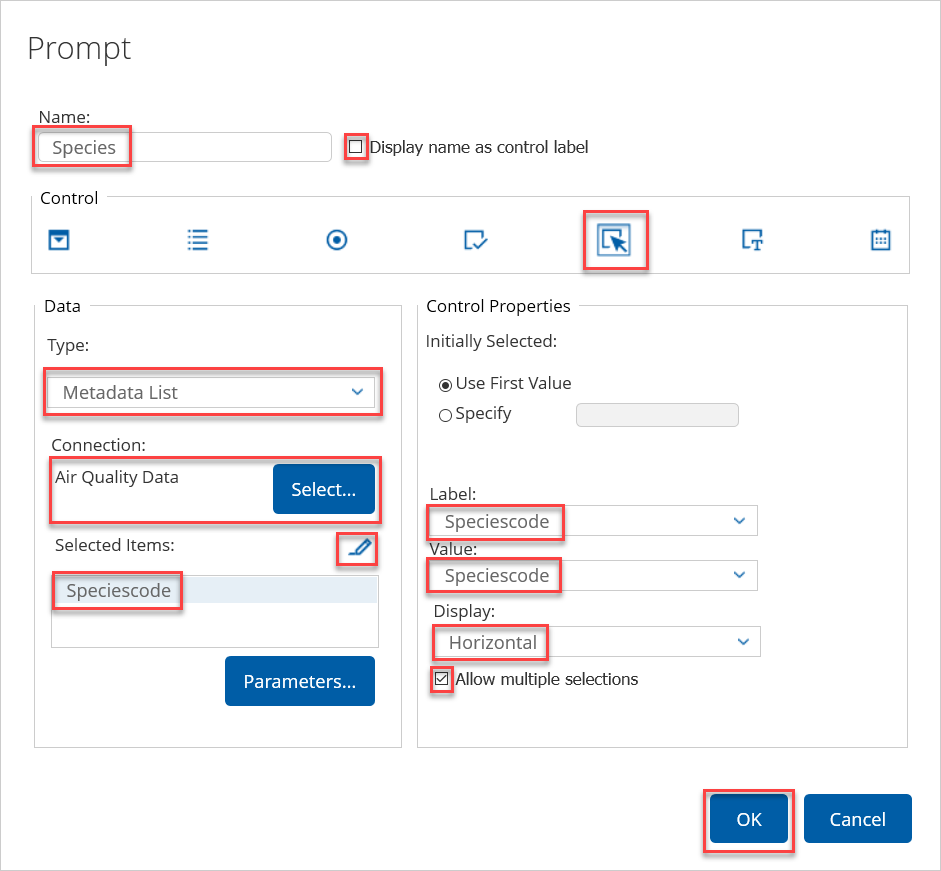 Prompt
Name:
Species
Display name as control label
Control
Data
Type:
Metadata List
Connection:
Air Quality Data
Select...
Selected Items:
Speciescode
Parameters...
Control Properties
Initially Selected:
Use First Value
Specify
Label:
Speciescode
Value:
Speciescode
Display:
Horizontal
Allow multiple selections
OK
Cancel